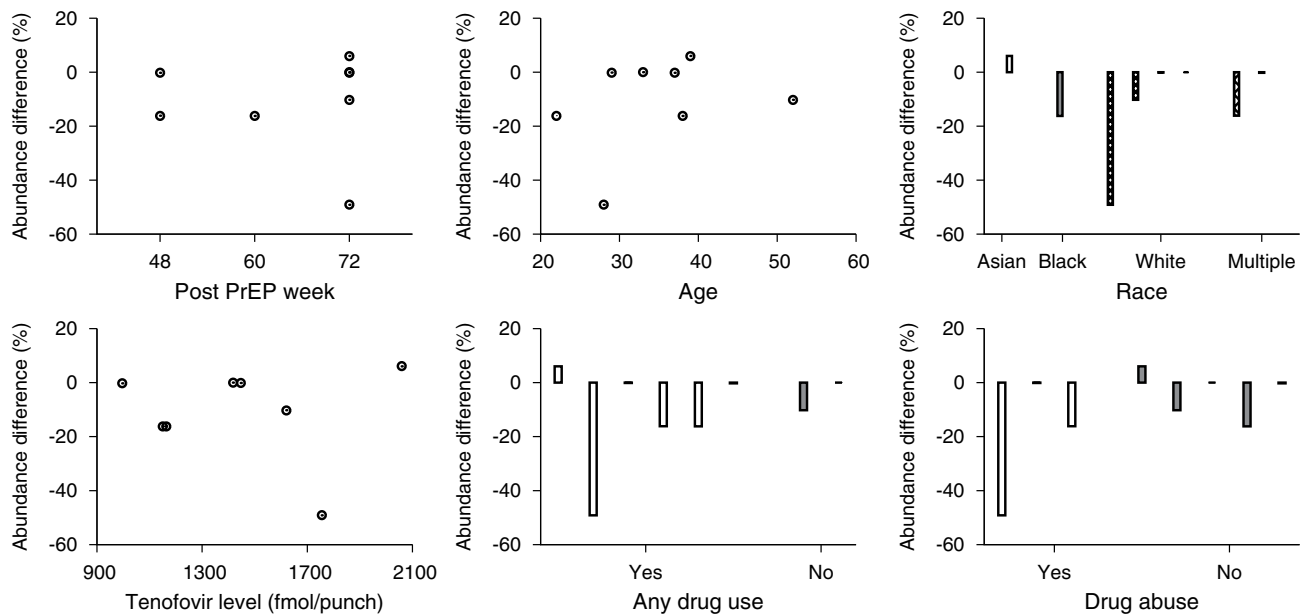 Abundance difference (%)
20
0
-20
-40
-60
48 60 72
Post PrEP week
Abundance difference (%)
20
0
-20
-40
-60
20 30 40 50 60
Age
Abundance difference (%)
20
0
-20
-40
-60
Asian Black White Multiple
Race
Abundance difference (%)
20
0
-20
-40
-60
900 1300 1700 2100
Tenofovir level (fmol/punch)
Abundance difference (%)
20
0
-20
-40
-60
Yes No
Any drug use
Abundance difference (%)
20
0
-20
-40
-60
Yes No
Drug abuse